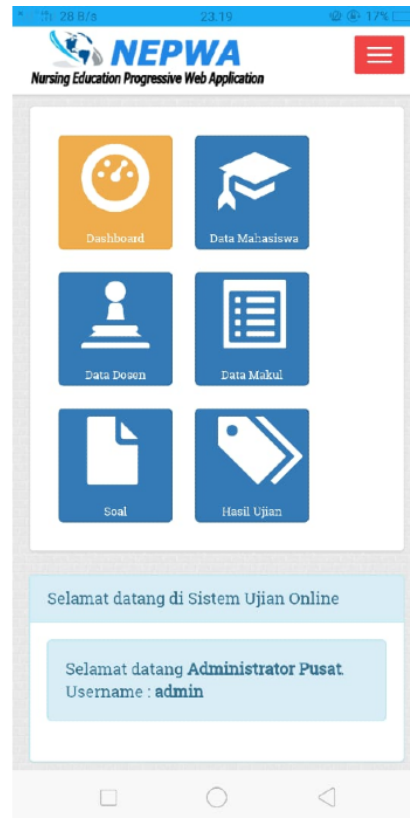 28 B/s 23.19 17%
NEPWA
Nursing Education Progressive Web Application
Dashboard
Data Mahasiswa
Data Dosen
Data Makul
Soal
Hasil Ujian
Selamat datang di Sistem Ujian Online
Selamat datang Administrator Pusat.
Username : admin